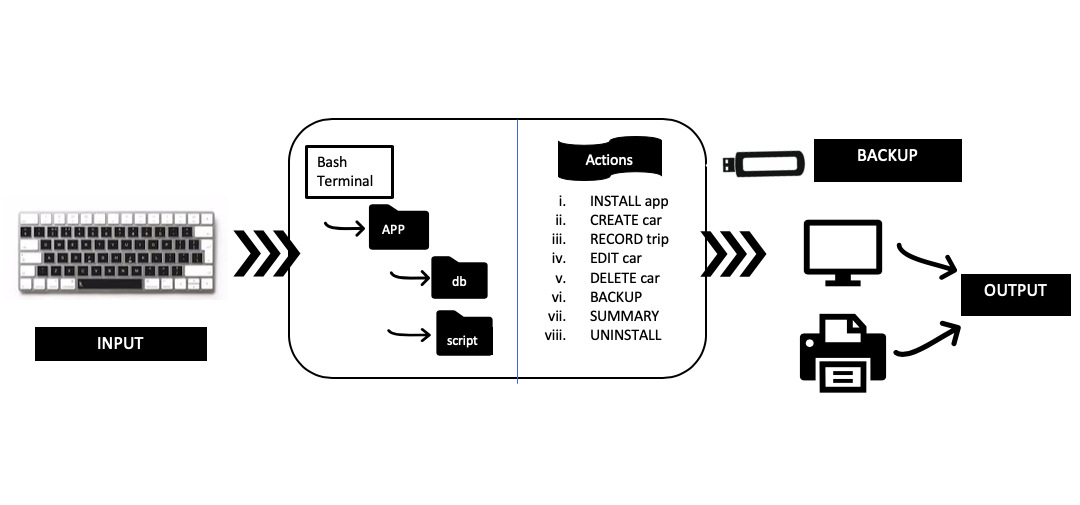 INPUT
Bash
Terminal
APP
db
script
Actions
i. INSTALL app
ii. CREATE car
iii. RECORD trip
iv. EDIT car
v. DELETE car
vi. BACKUP
vii. SUMMARY
viii. UNINSTALL
BACKUP
OUTPUT